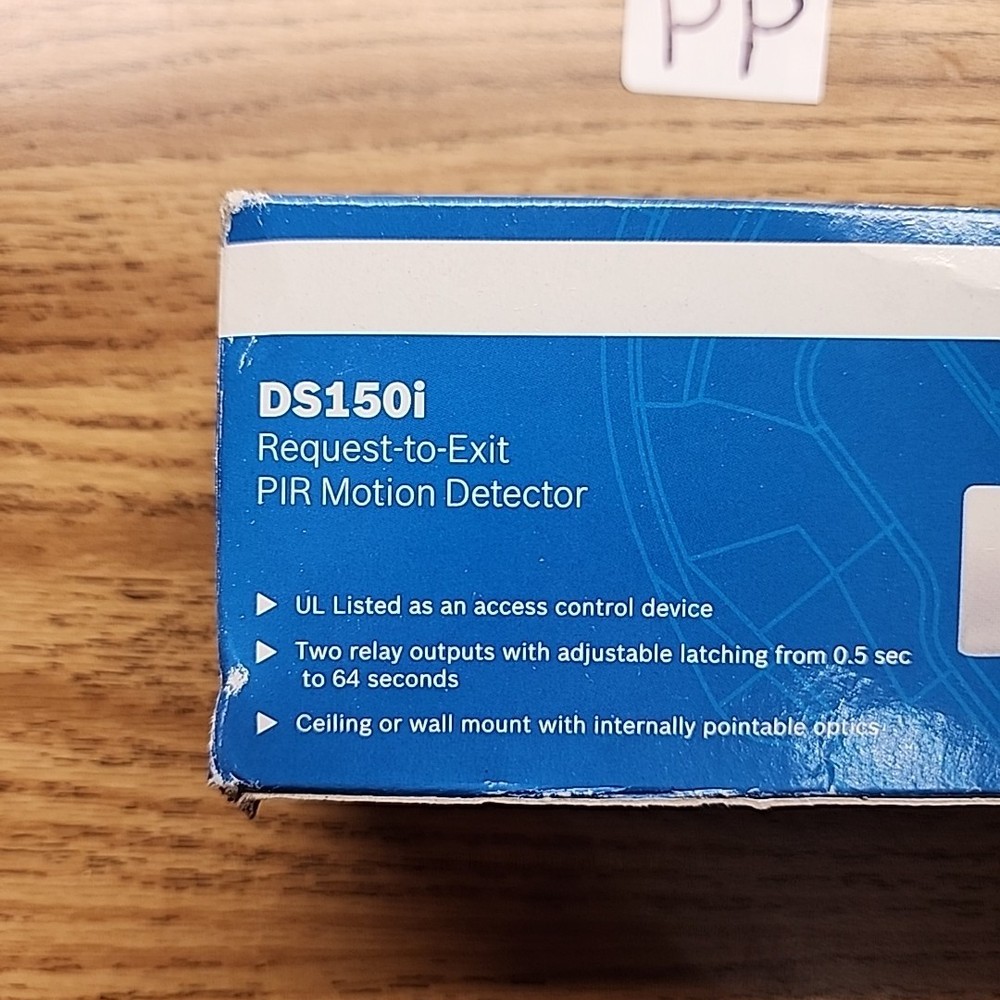 PP
DS150i
Request-to-Exit
PIR Motion Detector
UL Listed as an access control device
Two relay outputs with adjustable latching from 0.5 sec
to 64 seconds
Ceiling or wall mount with internally pointable optics